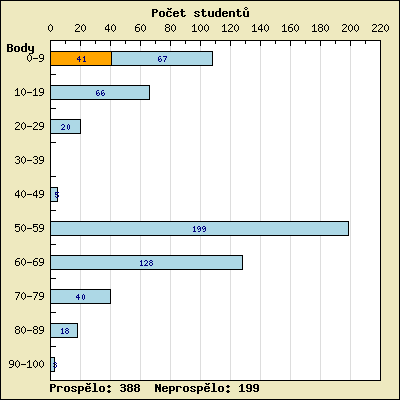 Počet studentů
0 20 40 60 80 100 120 140 160 180 200 220
Body
0-9 41 67
10-19 66
20-29 20
30-39
40-49 5
50-59 199
60-69 128
70-79 40
80-89 18
90-100 3
Prospělo: 388 Neprospělo: 199